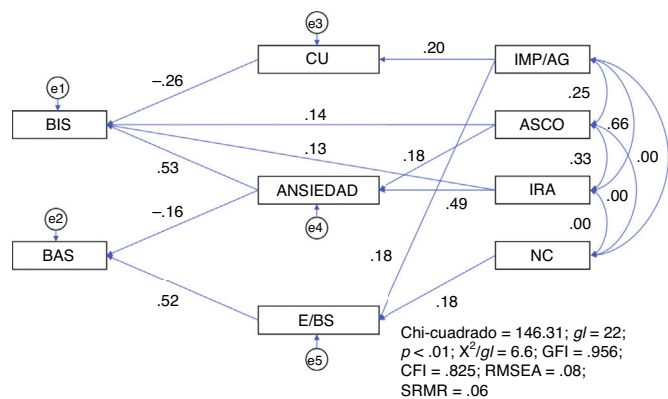 e3
CU
.20
IMP/AG
–.26
.25
e1
BIS
.14
ASCO
.66
.13
.18
.33
.00
.53
ANSIEDAD
IRA
.00
e2
e4
.49
.00
–.16
BAS
.18
NC
.52
.18
E/BS
e5
Chi-cuadrado = 146.31; gl = 22;
p < .01; X²/gl = 6.6; GFI = .956;
CFI = .825; RMSEA = .08;
SRMR = .06